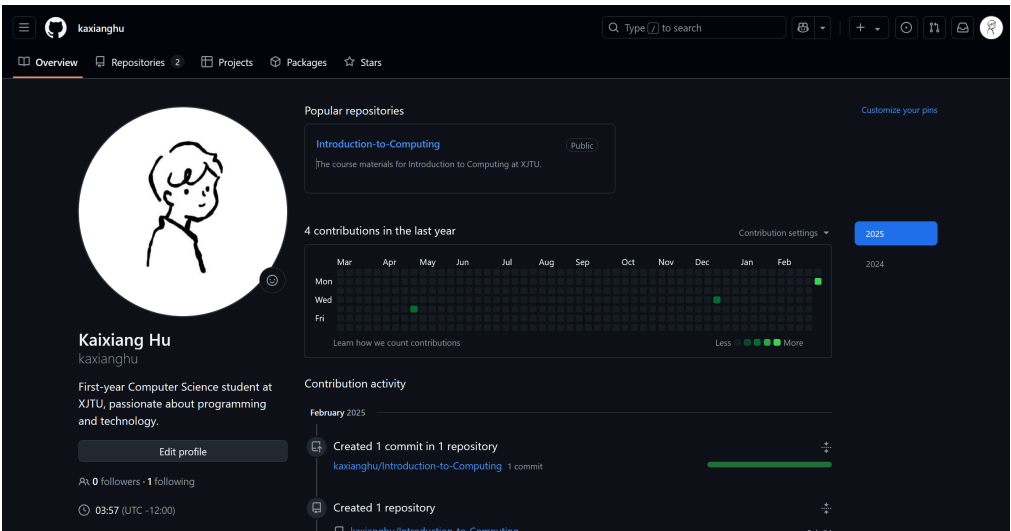 kaxianghu
Type / to search
Overview
Repositories 2
Projects
Packages
Stars
Popular repositories
Customize your pins
Introduction-to-Computing
Public
The course materials for Introduction to Computing at XJTU.
4 contributions in the last year
Contribution settings
2025
2024
Mar Apr May Jun Jul Aug Sep Oct Nov Dec Jan Feb
Mon
Wed
Fri
Learn how we count contributions
Less More
Kaixiang Hu
kaxianghu
First-year Computer Science student at
XJTU, passionate about programming
and technology.
Edit profile
0 followers · 1 following
03:57 (UTC -12:00)
Contribution activity
February 2025
Created 1 commit in 1 repository
kaxianghu/Introduction-to-Computing 1 commit
Created 1 repository
kaxianghu/Introduction-to-Computing